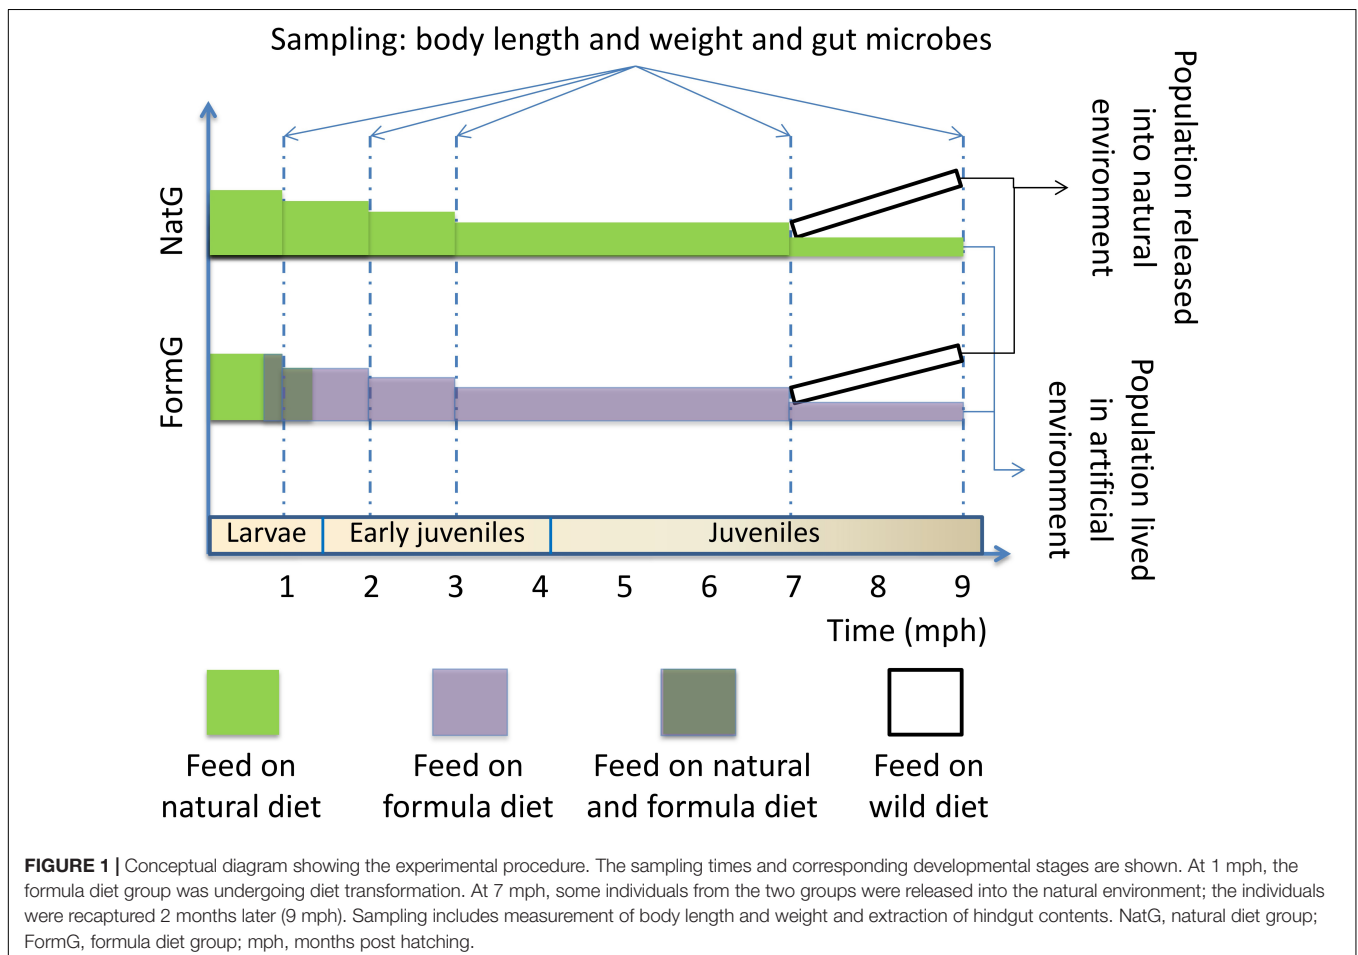 Sampling: body length and weight and gut microbes
Population released
into natural
environment
NatG
FormG
Population lived
in artificial
environment
Larvae
Early juveniles
Juveniles
1 2 3 4 5 6 7 8 9
Time (mph)
Feed on
natural diet
Feed on
formula diet
Feed on natural
and formula diet
Feed on
wild diet
FIGURE 1 | Conceptual diagram showing the experimental procedure. The sampling times and corresponding developmental stages are shown. At 1 mph, the
formula diet group was undergoing diet transformation. At 7 mph, some individuals from the two groups were released into the natural environment; the individuals
were recaptured 2 months later (9 mph). Sampling includes measurement of body length and weight and extraction of hindgut contents. NatG, natural diet group;
FormG, formula diet group; mph, months post hatching.